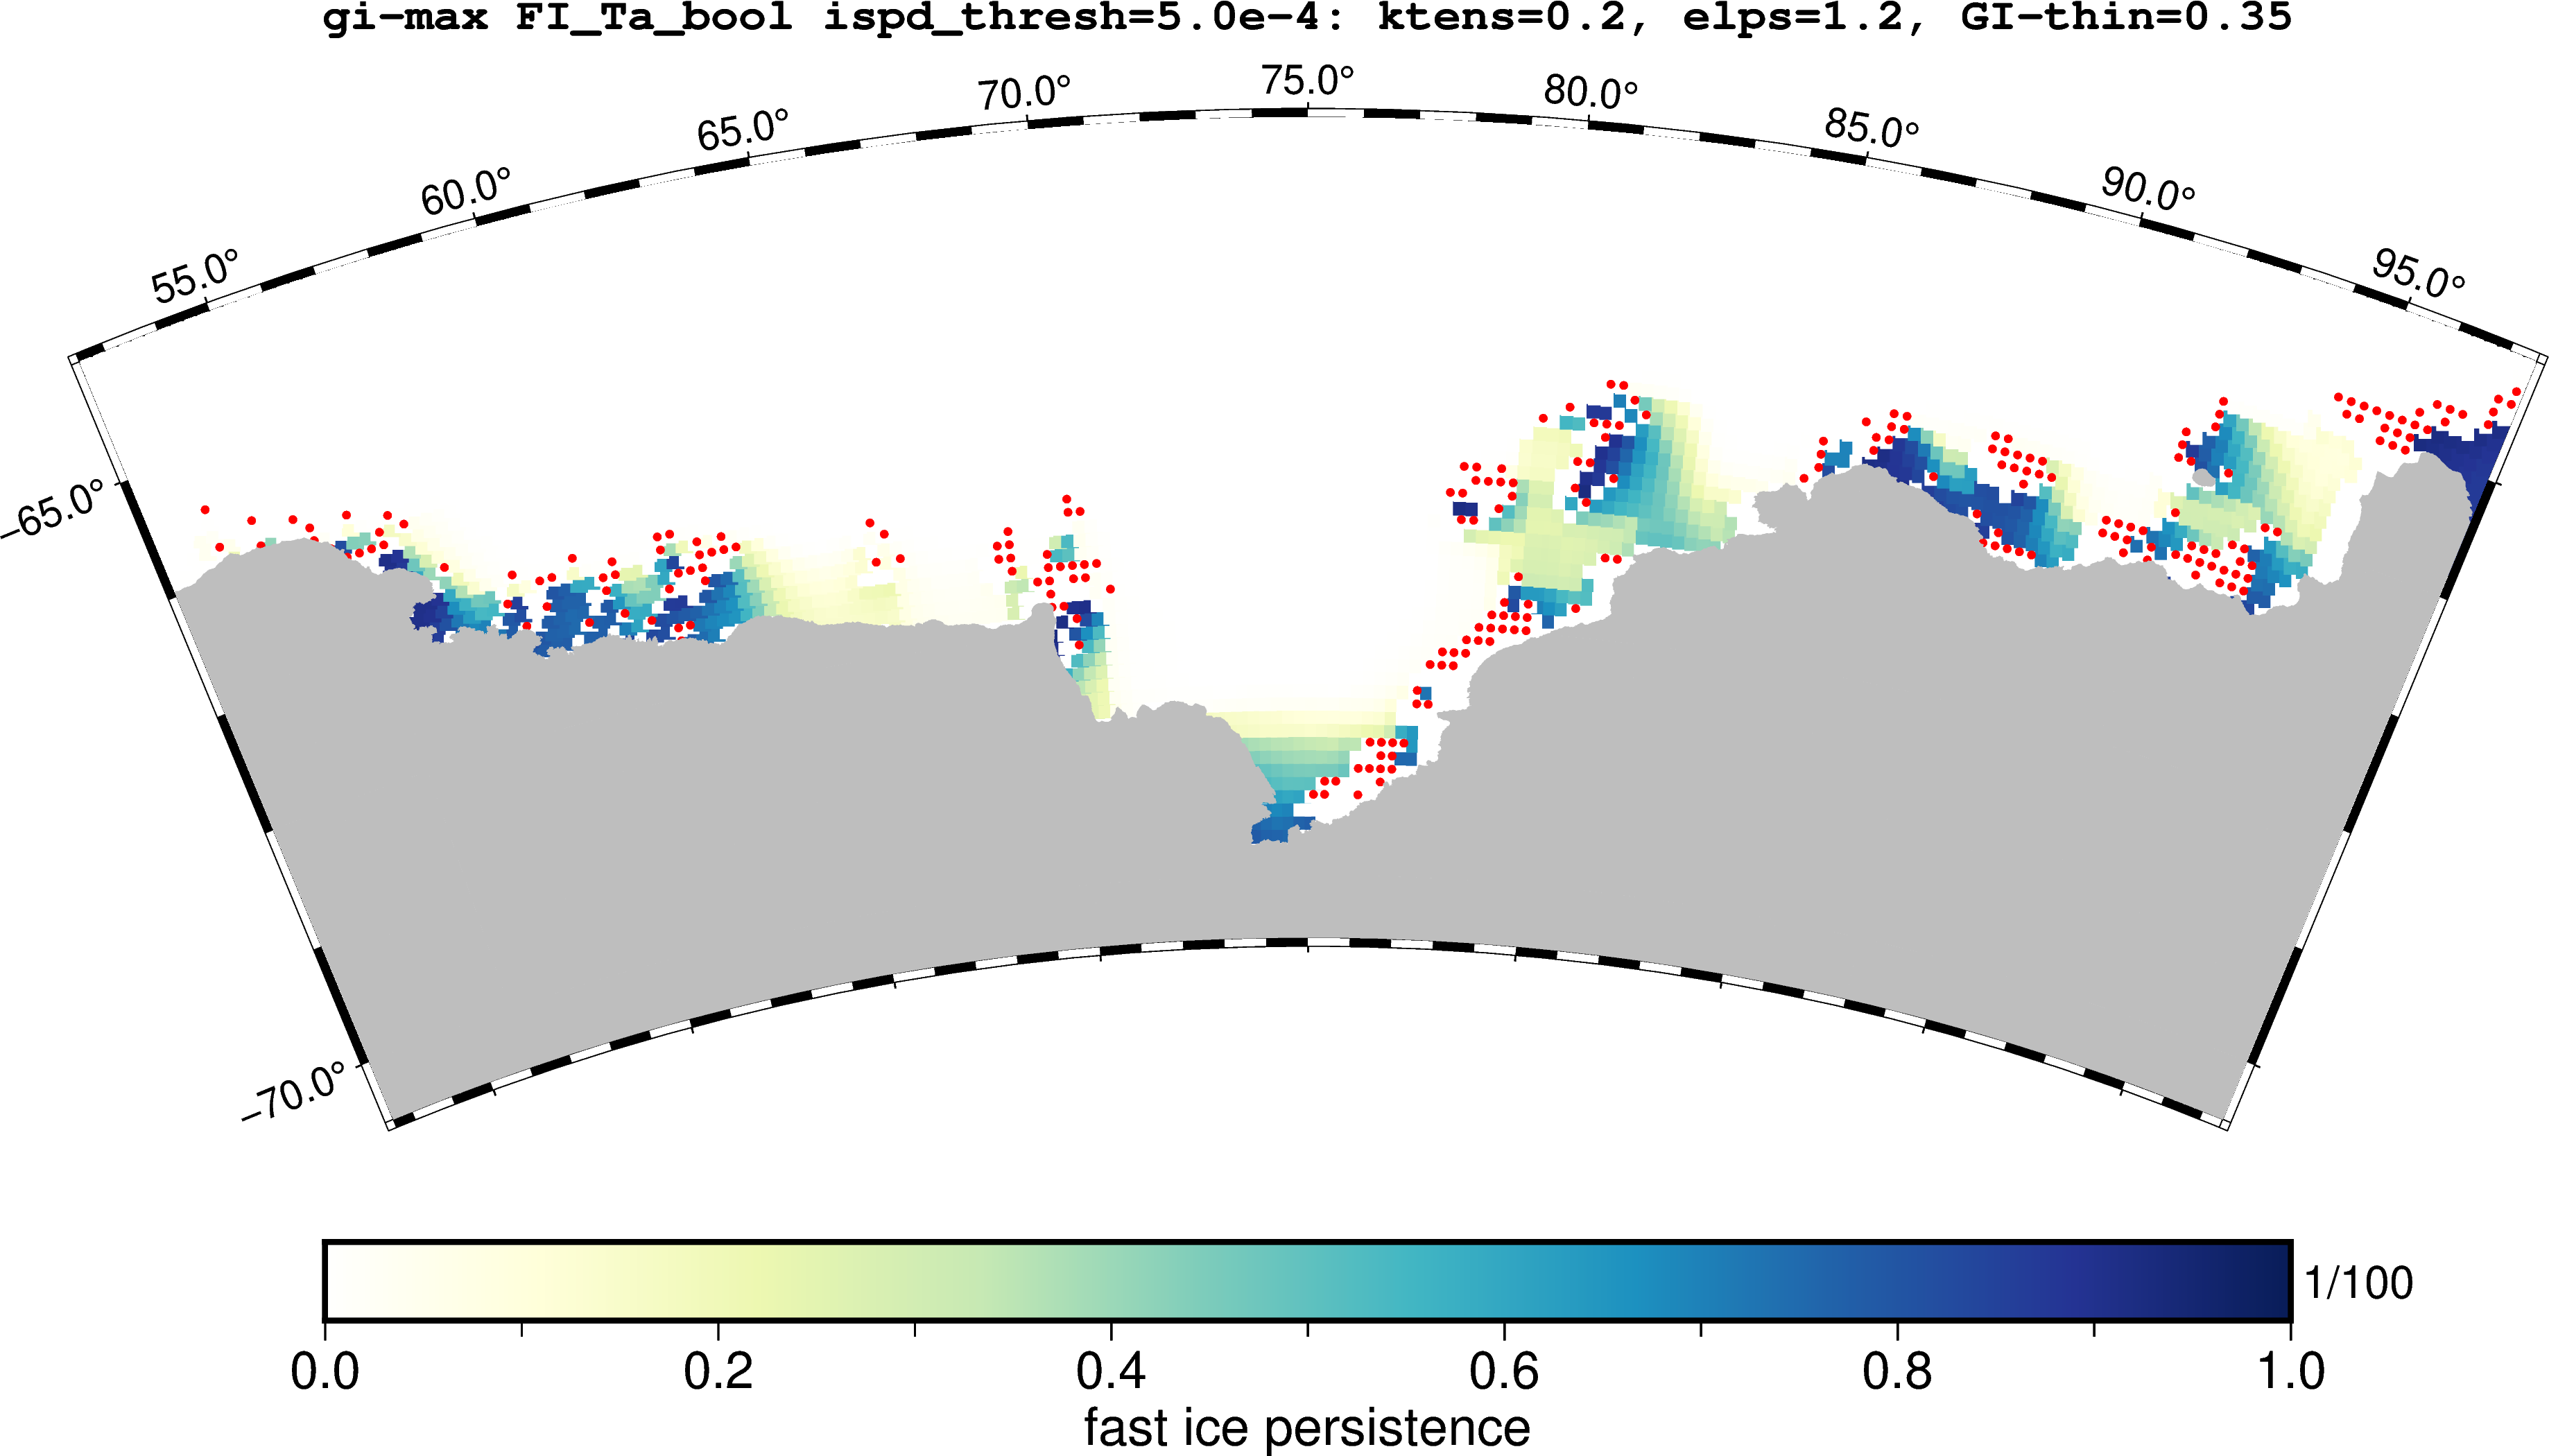 gi-max FI_Ta_bool ispd_thresh=5.0e-4: ktens=0.2, elps=1.2, GI-thin=0.35
55.0° 60.0° 65.0° 70.0° 75.0° 80.0° 85.0° 90.0° 95.0°
-65.0°
-70.0°
1/100
0.0 0.2 0.4 0.6 0.8 1.0
fast ice persistence